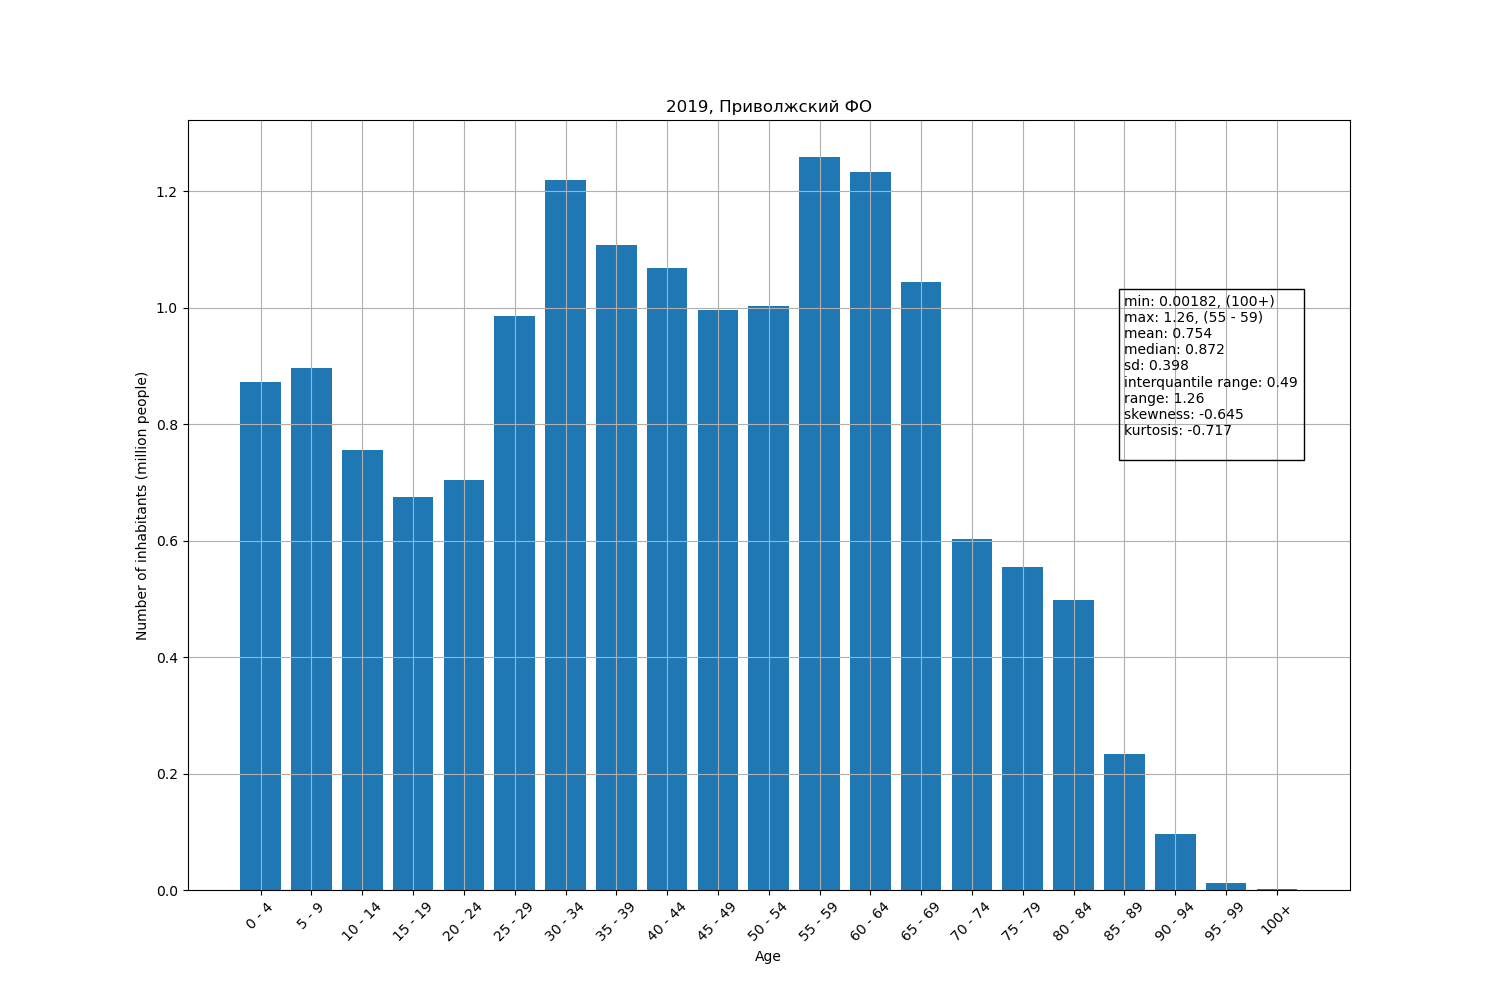 2019, Приволжский ФО
Number of inhabitants (million people)
1.2
1.0
0.8
0.6
0.4
0.2
0.0
min: 0.00182, (100+)
max: 1.26, (55 - 59)
mean: 0.754
median: 0.872
sd: 0.398
interquantile range: 0.49
range: 1.26
skewness: -0.645
kurtosis: -0.717
0 - 4
5 - 9
10 - 14
15 - 19
20 - 24
25 - 29
30 - 34
35 - 39
40 - 44
45 - 49
50 - 54
55 - 59
60 - 64
65 - 69
70 - 74
75 - 79
80 - 84
85 - 89
90 - 94
95 - 99
100+
Age